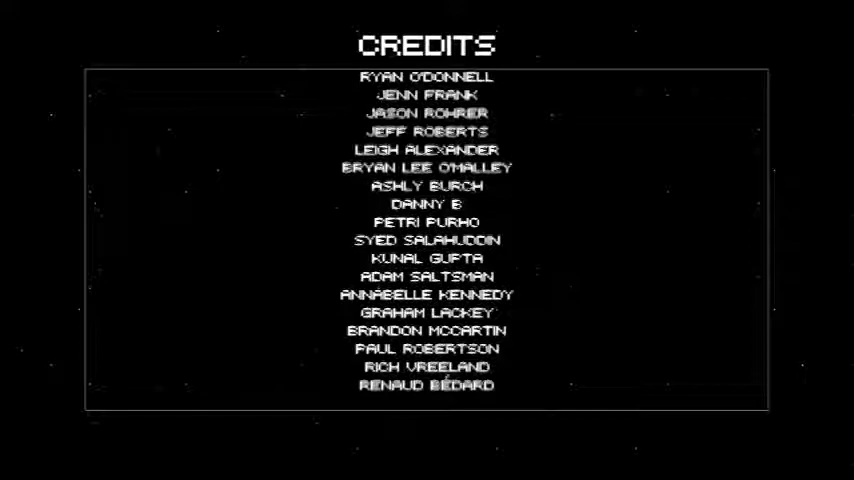 CREDITS
RYAN O'DONNELL
JENN FRANK
JASON ROHRER
JEFF ROBERTS
LEIGH ALEXANDER
BRYAN LEE O'MALLEY
ASHLY BURCH
DANNY B
PETRI PURHO
SYED SALAHUDDIN
KUNAL GUPTA
ADAM SALTSMAN
ANNABELLE KENNEDY
GRAHAM LACKEY
BRANDON MCCARTIN
PAUL ROBERTSON
RICH VREELAND
RENAUD BÉDARD